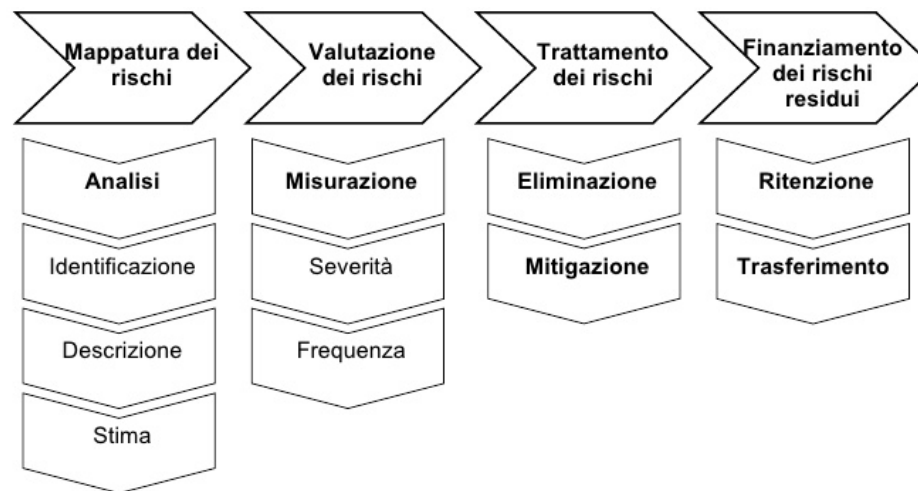 Mappatura dei
rischi
Valutazione
dei rischi
Trattamento
dei rischi
Finanziamento
dei rischi
residui
Analisi
Identificazione
Descrizione
Stima
Misurazione
Severità
Frequenza
Eliminazione
Mitigazione
Ritenzione
Trasferimento